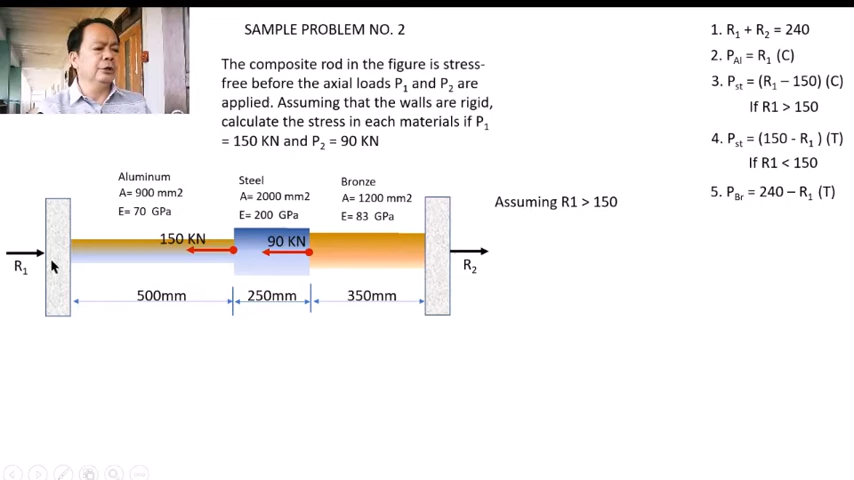 SAMPLE PROBLEM NO. 2
The composite rod in the figure is stress-
free before the axial loads P1 and P2 are
applied. Assuming that the walls are rigid,
calculate the stress in each materials if P1
= 150 KN and P2 = 90 KN
1. R1 + R2 = 240
2. PAl = R1 (C)
3. Pst = (R1 – 150) (C)
If R1 > 150
4. Pst = (150 - R1 ) (T)
If R1 < 150
5. PBr = 240 – R1 (T)
Aluminum
A= 900 mm2
E= 70 GPa
Steel
A= 2000 mm2
E= 200 GPa
Bronze
A= 1200 mm2
E= 83 GPa
Assuming R1 > 150
150 KN
90 KN
R1
R2
500mm
250mm
350mm